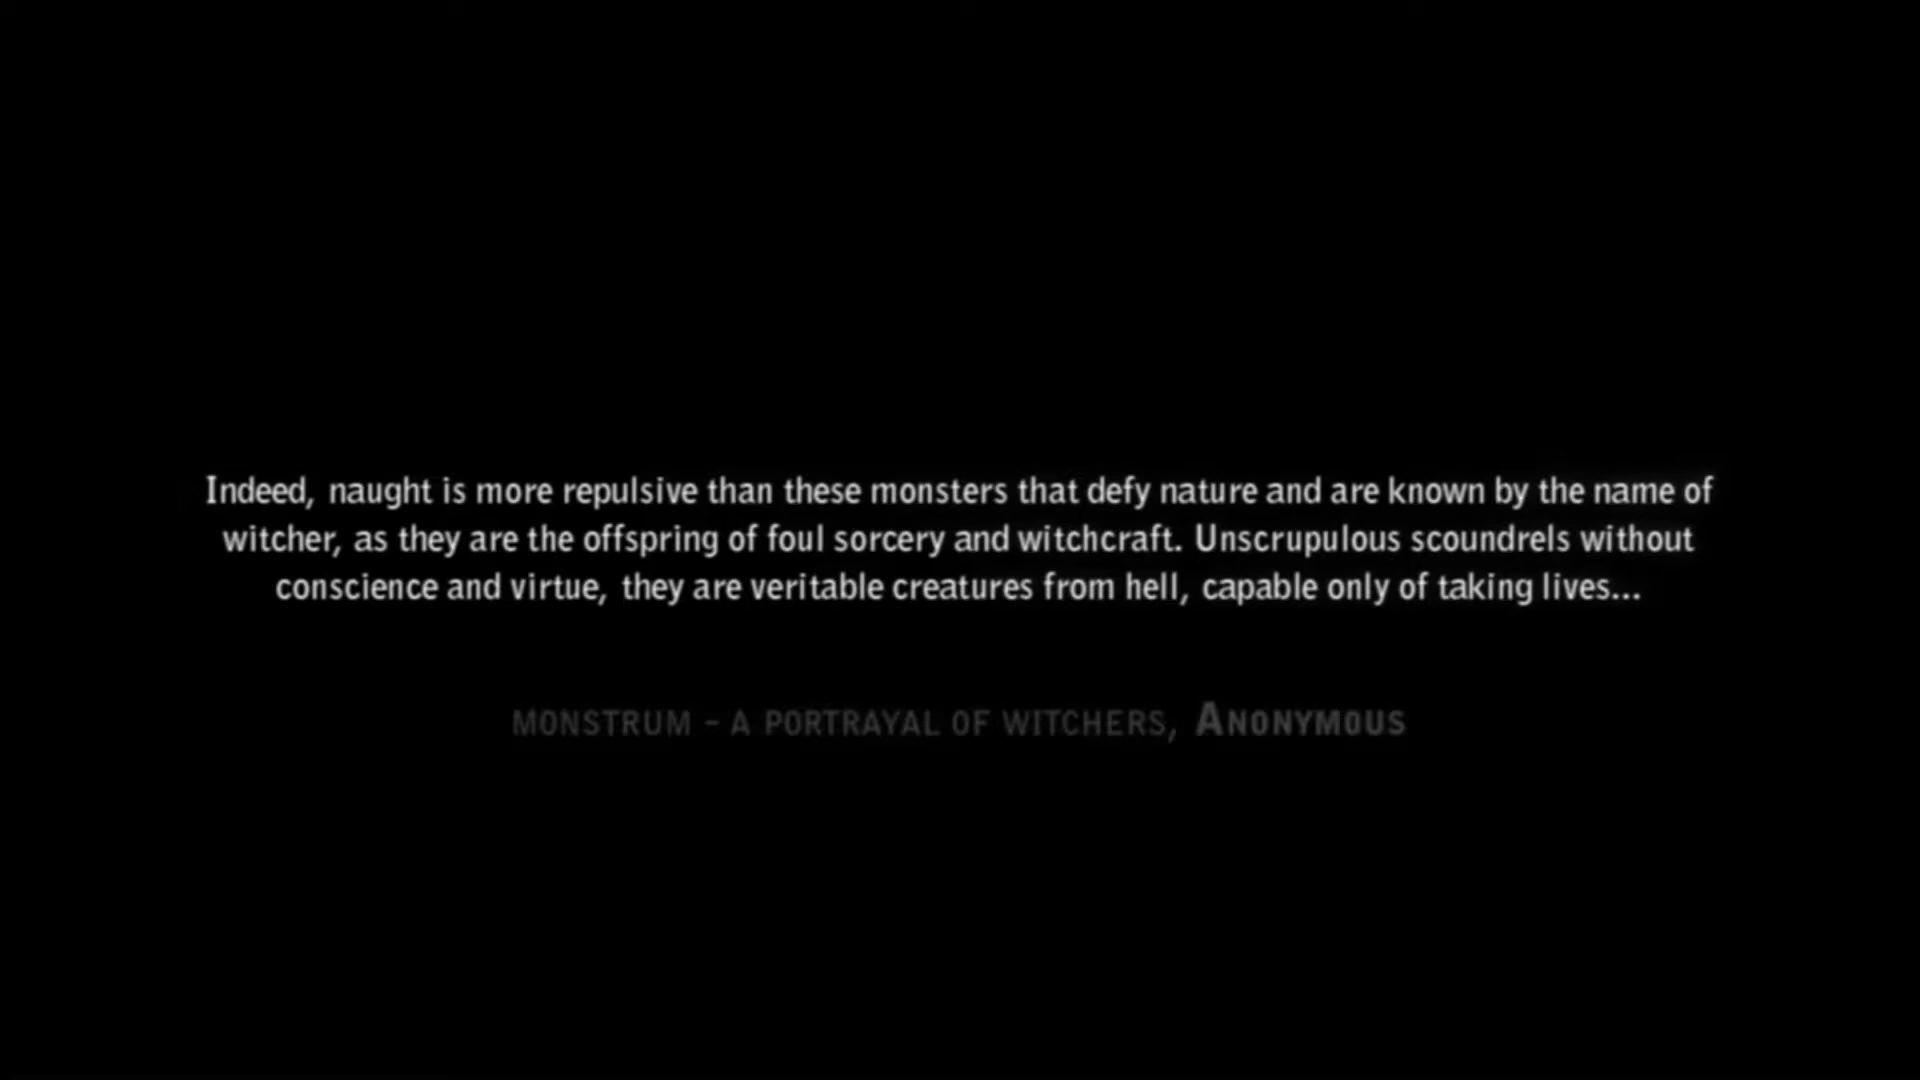 Indeed, naught is more repulsive than these monsters that defy nature and are known by the name of
witcher, as they are the offspring of foul sorcery and witchcraft. Unscrupulous scoundrels without
conscience and virtue, they are veritable creatures from hell, capable only of taking lives...
MONSTRUM – A PORTRAYAL OF WITCHERS, ANONYMOUS